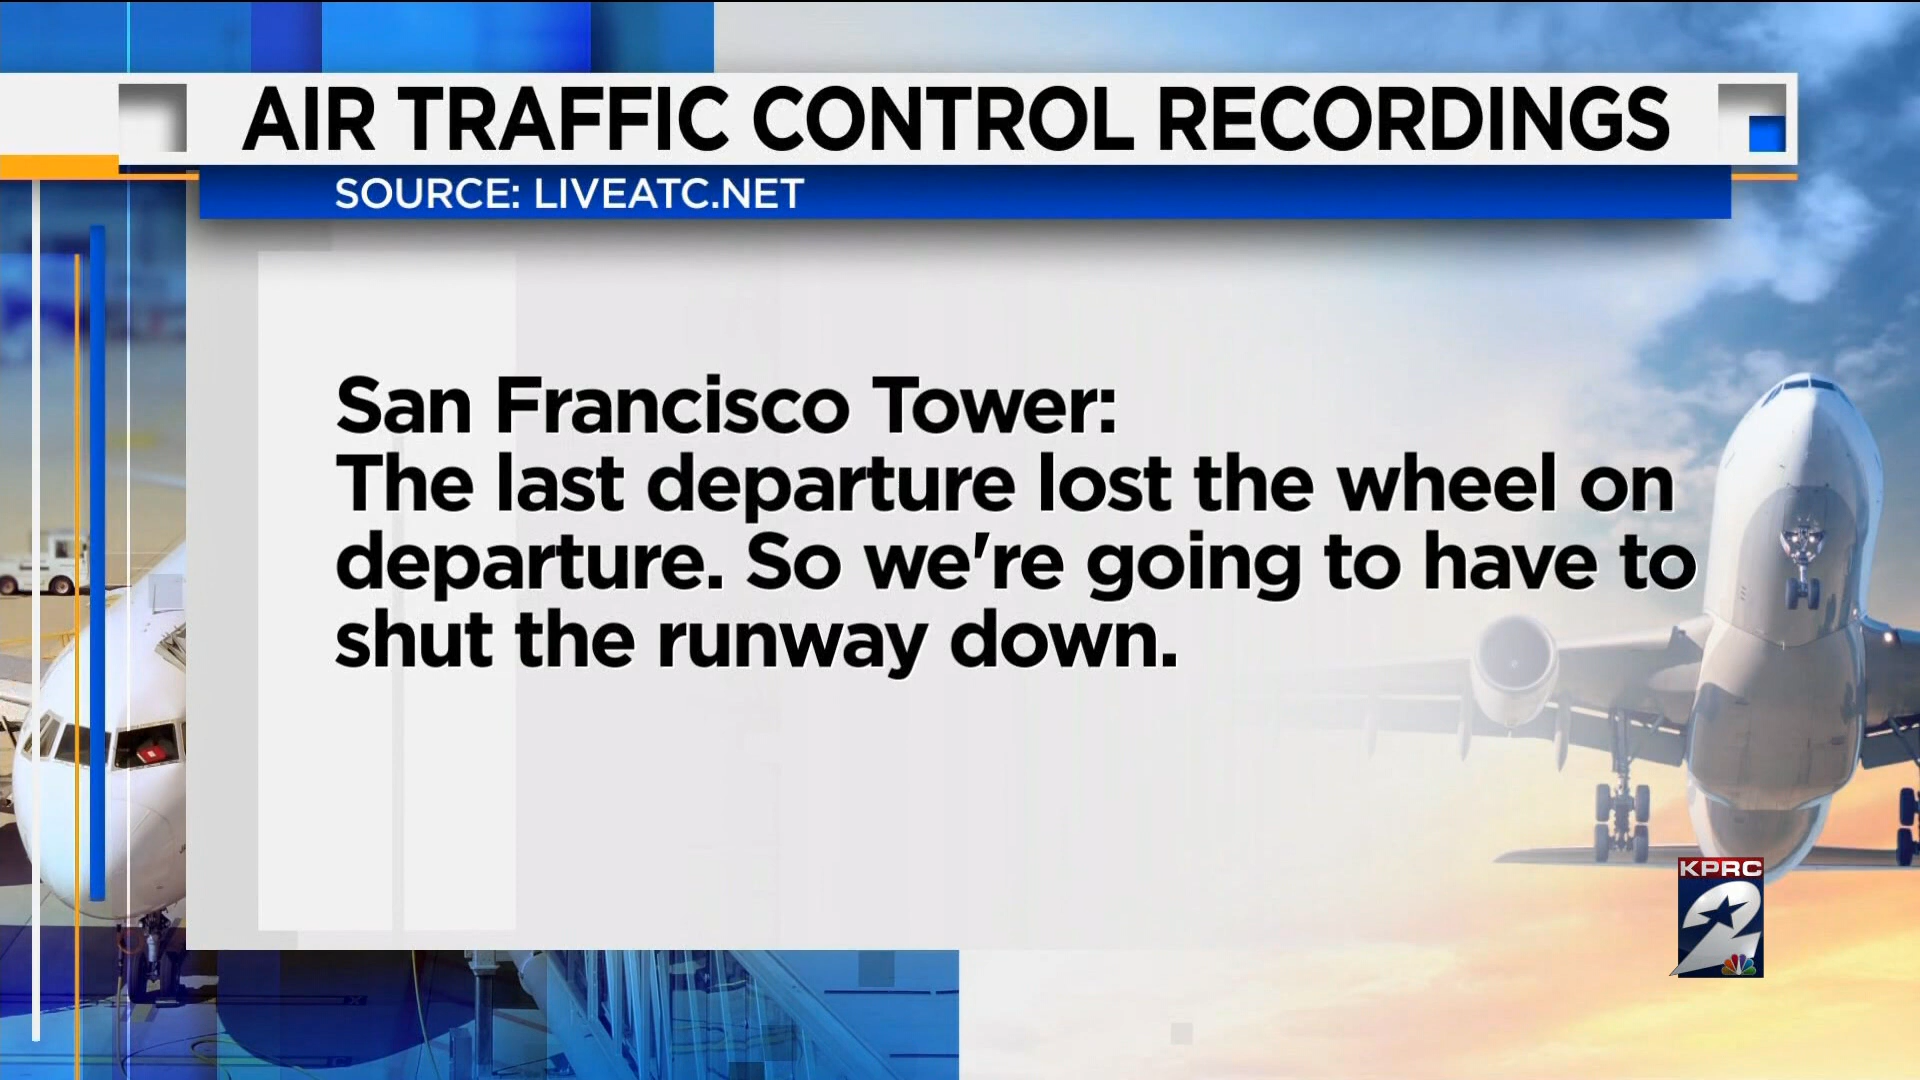 AIR TRAFFIC CONTROL RECORDINGS
SOURCE: LIVEATC.NET
San Francisco Tower:
The last departure lost the wheel on
departure. So we're going to have to
shut the runway down.
KPRC
2